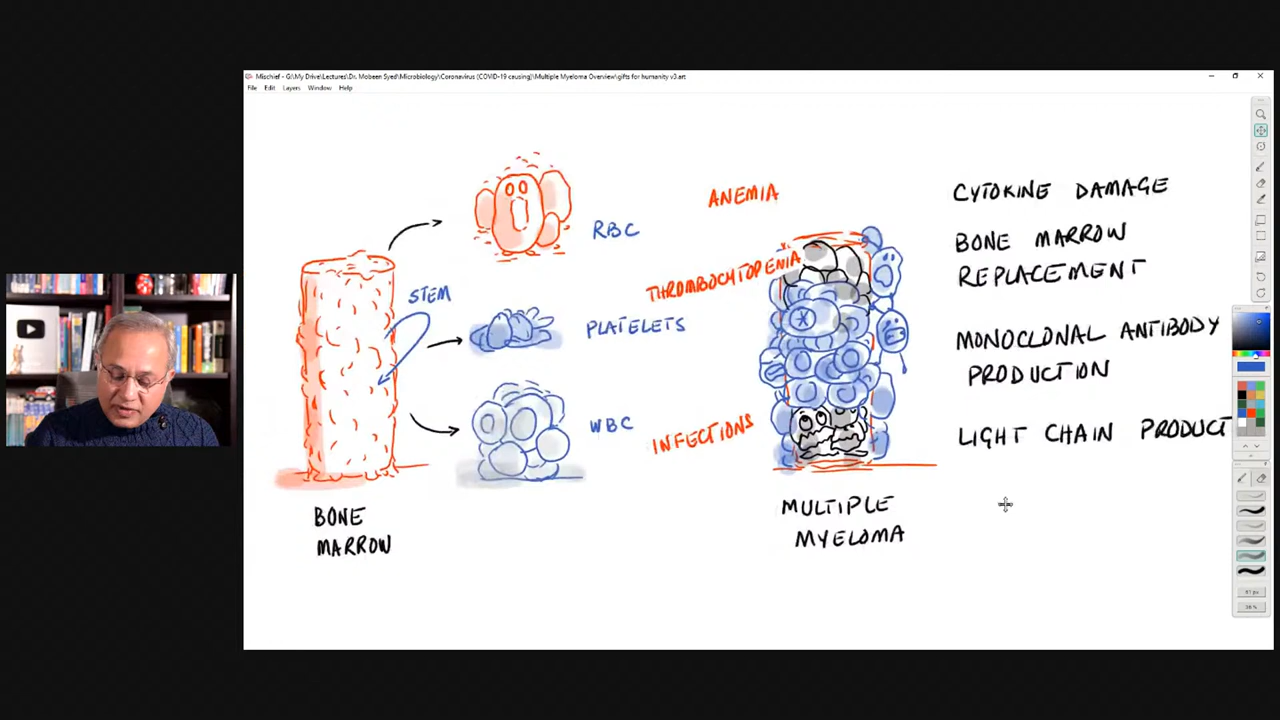 Mischief - G:\My Drive\Lectures\Dr. Mobeen Syed\Microbiology\Coronavirus (COVID-19 causing)\Multiple Myeloma Overview\gifts for humanity v3.art
File Edit Layers Window Help
ANEMIA
RBC
THROMBOCYTOPENIA
STEM
PLATELETS
WBC
INFECTIONS
BONE
MARROW
MULTIPLE
MYELOMA
CYTOKINE DAMAGE
BONE MARROW
REPLACEMENT
MONOCLONAL ANTIBODY
PRODUCTION
LIGHT CHAIN PRODUCT